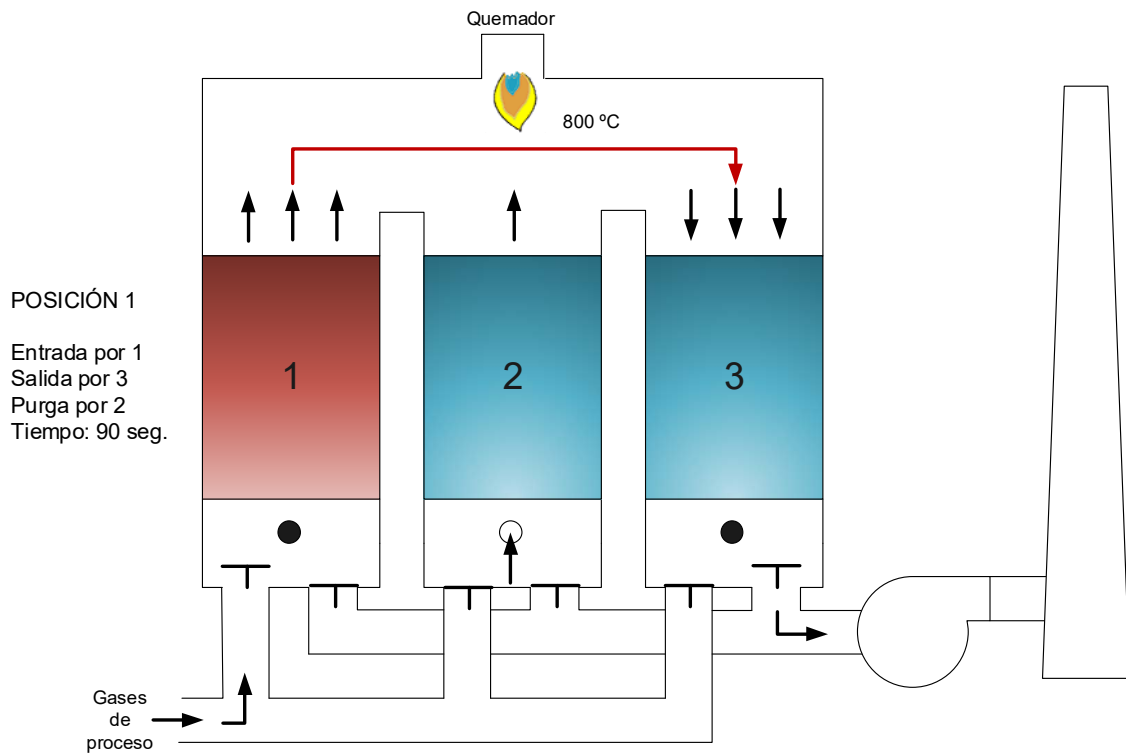 Quemador
800 ºC
POSICIÓN 1
Entrada por 1
Salida por 3
Purga por 2
Tiempo: 90 seg.
1
2
3
Gases
de
proceso